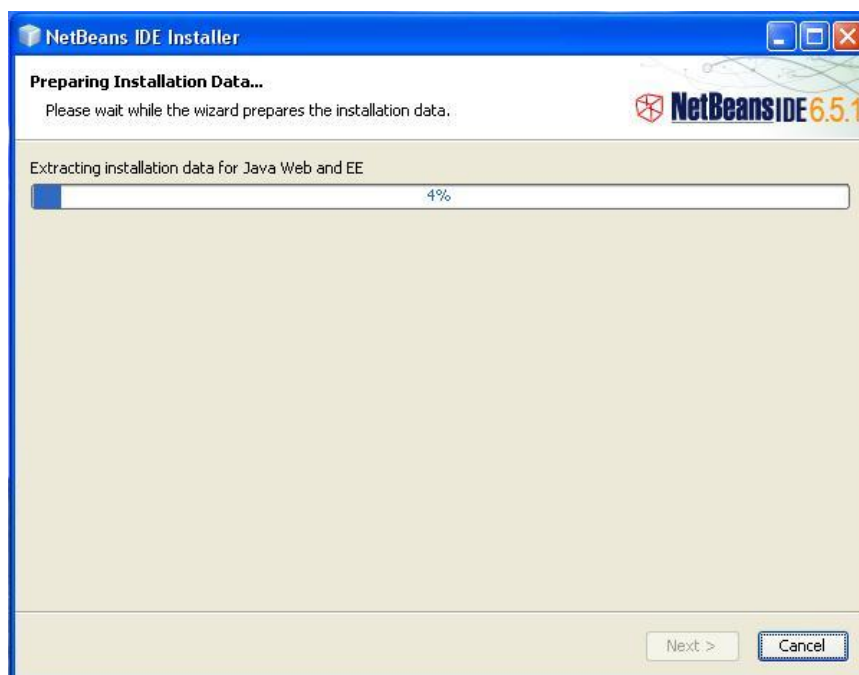 NetBeans IDE Installer
Preparing Installation Data...
Please wait while the wizard prepares the installation data.
NetBeans IDE 6.5.1
Extracting installation data for Java Web and EE
4%
Next >
Cancel